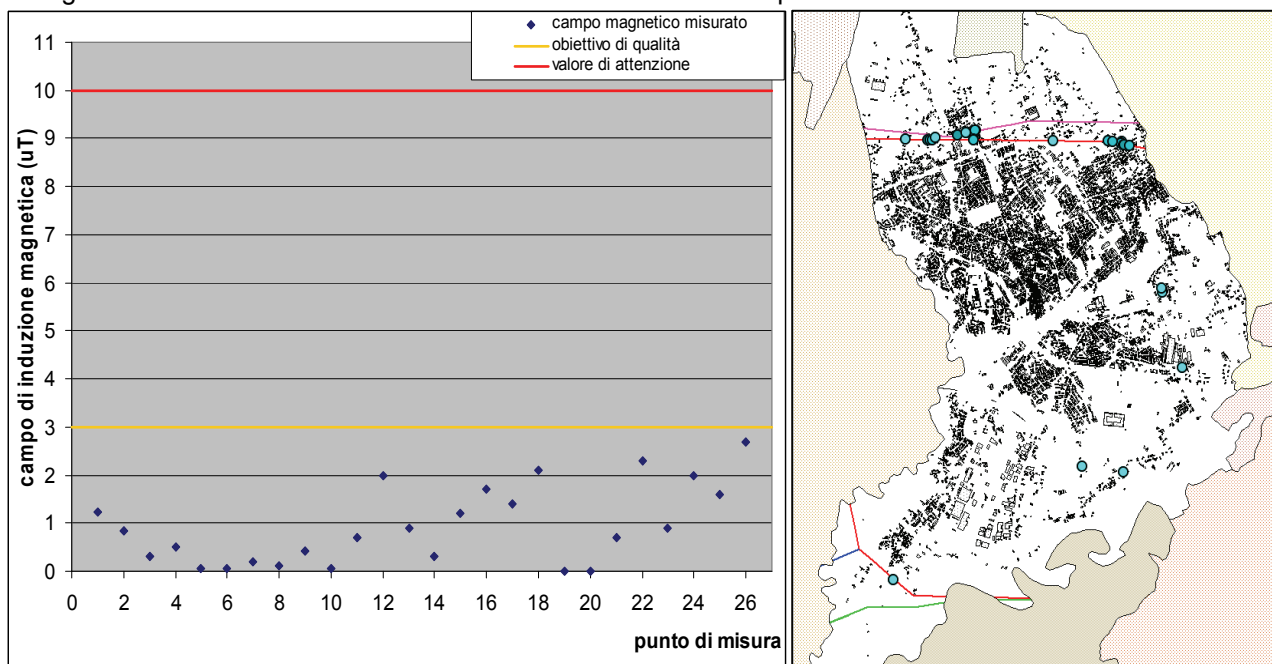 campo magnetico misurato
obiettivo di qualità
valore di attenzione
11
10
9
8
7
6
5
4
3
2
1
0
campo di induzione magnetica (uT)
0 2 4 6 8 10 12 14 16 18 20 22 24 26
punto di misura